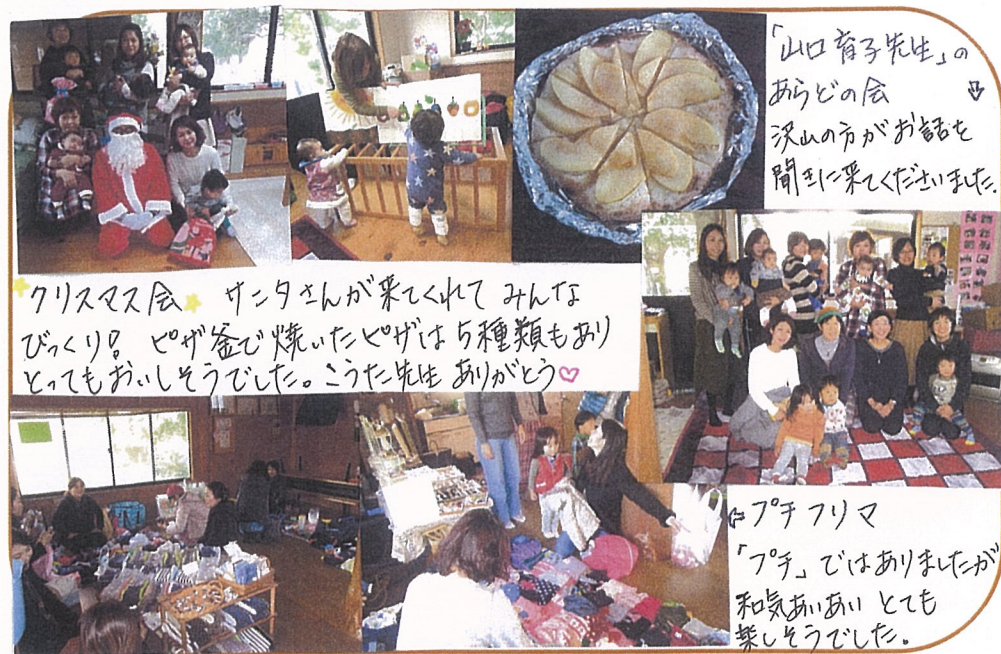 「山口育子先生」の
あらどの会 ⇩
沢山の方がお話を
聞きに来てくださいました。
クリスマス会 サンタさんが来てくれて みんな
びっくり! ピザ釜で焼いたピザは5種類もあり
とってもおいしそうでした。こうた先生 ありがとう♡
⇦プチフリマ
「プチ」ではありましたが
和気あいあい とても
楽しそうでした。